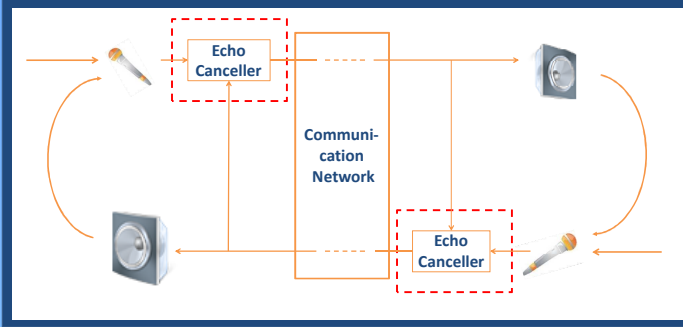 Echo
Canceller
Communi-
cation
Network
Echo
Canceller